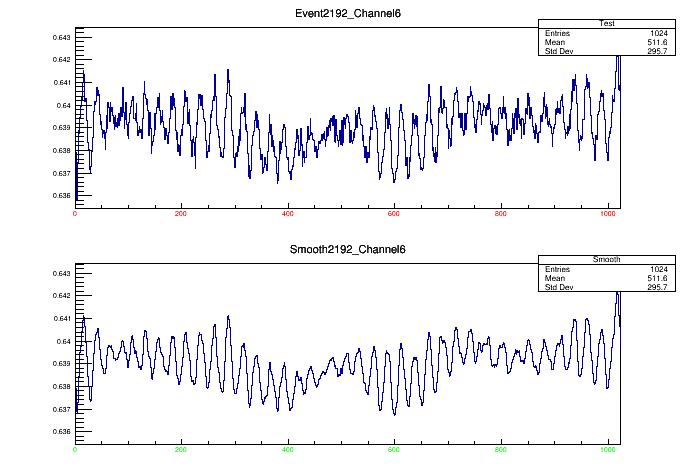 Event2192_Channel6
Test
Entries 1024
Mean 511.6
Std Dev 295.7
0.643
0.642
0.641
0.64
0.639
0.638
0.637
0.636
0 200 400 600 800 1000
Smooth2192_Channel6
Smooth
Entries 1024
Mean 511.6
Std Dev 295.7
0.643
0.642
0.641
0.64
0.639
0.638
0.637
0.636
0 200 400 600 800 1000